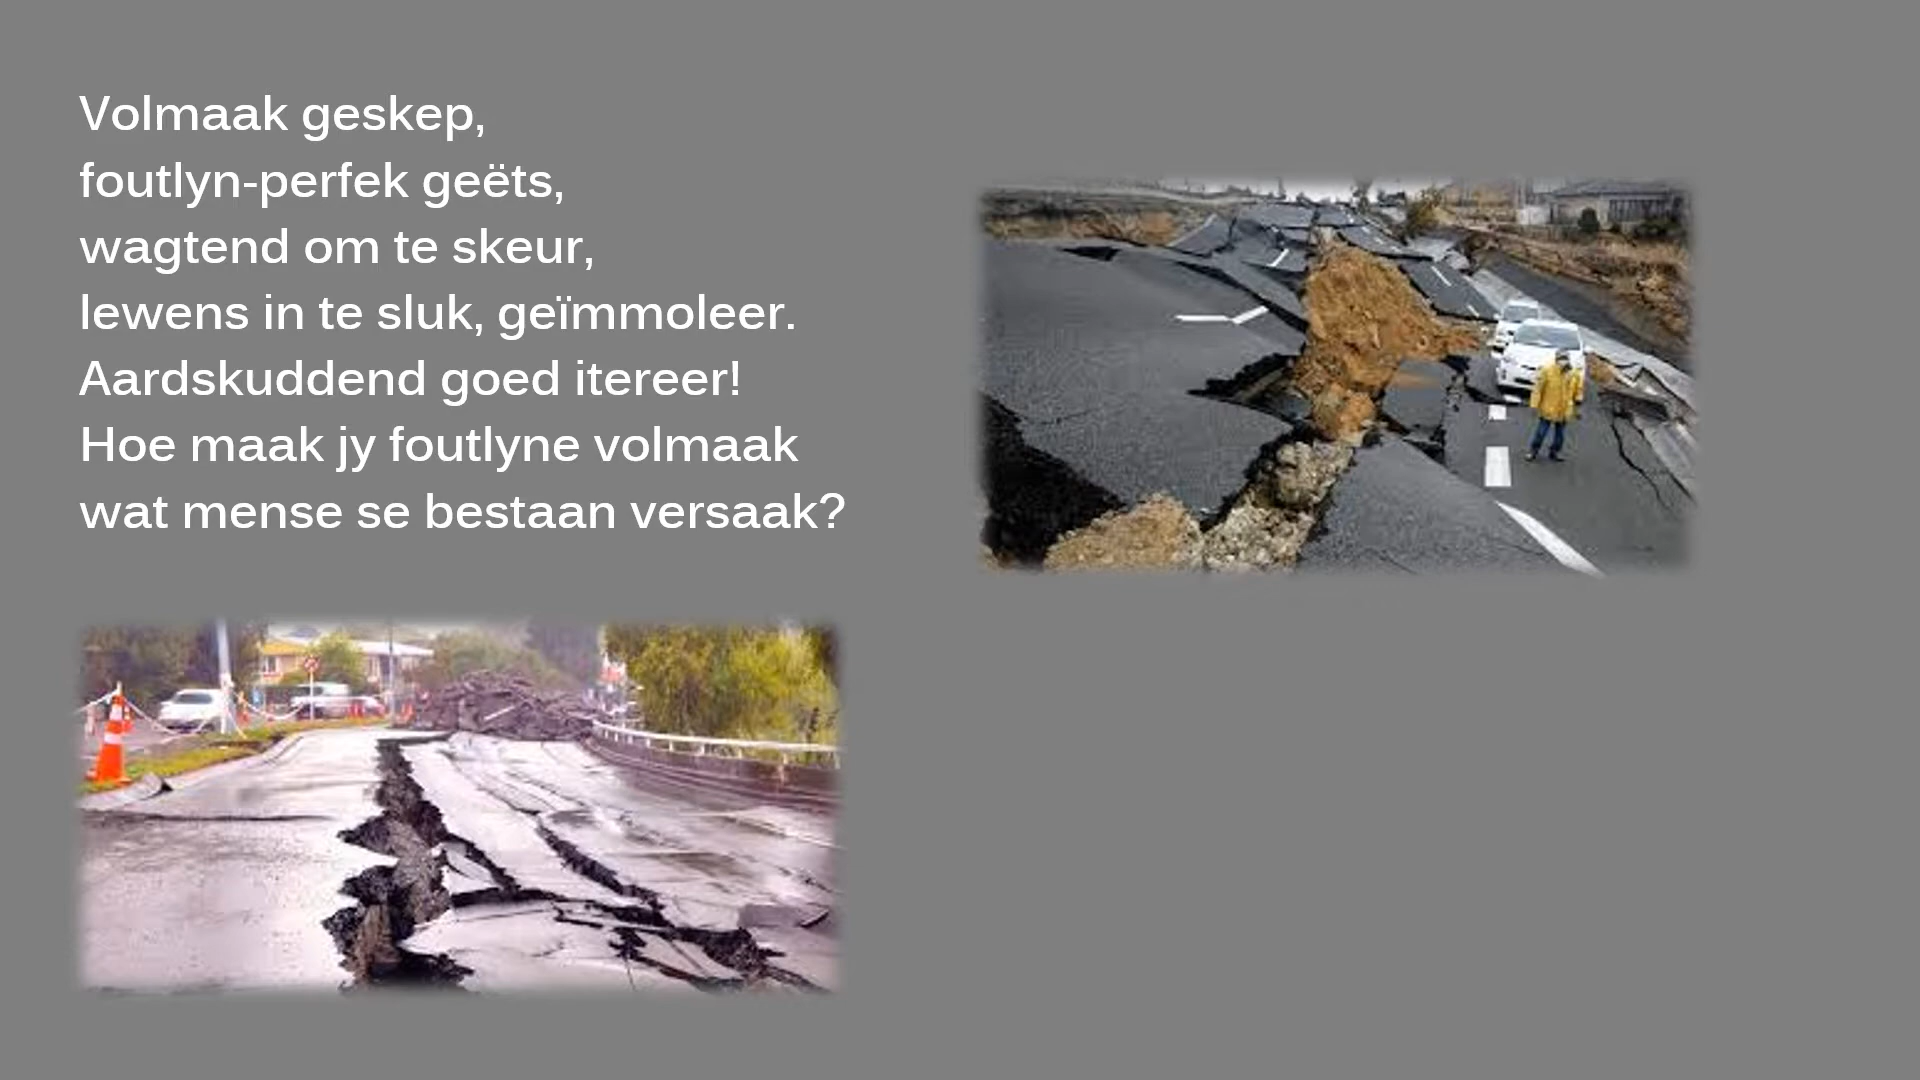 Volmaak geskep,
foutlyn-perfek geëts,
wagtend om te skeur,
lewens in te sluk, geïmmoleer.
Aardskuddend goed itereer!
Hoe maak jy foutlyne volmaak
wat mense se bestaan versaak?